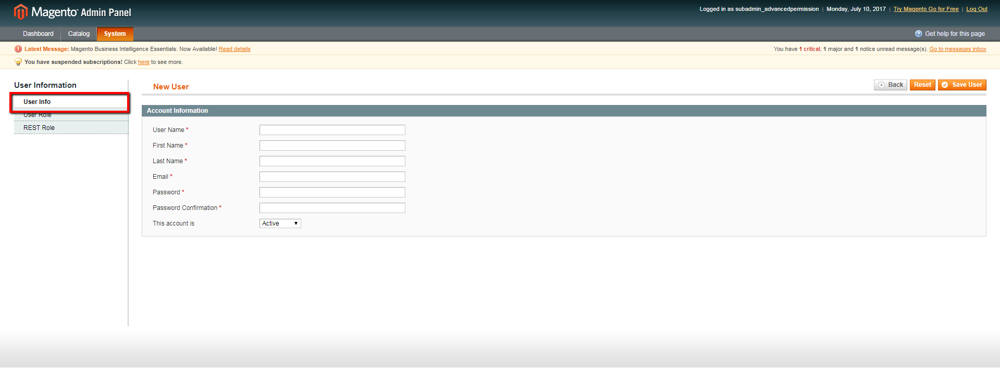 Magento™ Admin Panel
Logged in as subadmin_advancedpermission | Monday, July 10, 2017 | Try Magento Go for Free | Log Out
Dashboard Catalog System Get help for this page
Latest Message: Magento Business Intelligence Essentials: Now Available! Read details You have 1 critical, 1 major and 1 notice unread message(s). Go to messages inbox
You have suspended subscriptions! Click here to see more.
User Information
User Info
User Role
REST Role
New User Back Reset Save User
Account Information
User Name *
First Name *
Last Name *
Email *
Password *
Password Confirmation *
This account is Active